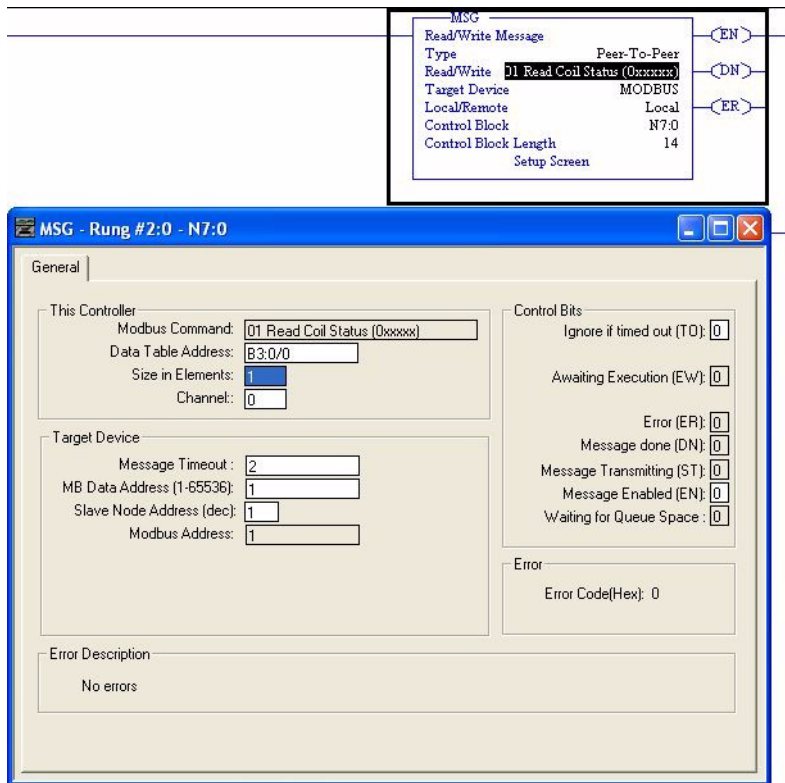 MSG
Read/Write Message
Type Peer-To-Peer
Read/Write 01 Read Coil Status (0xxxxx)
Target Device MODBUS
Local/Remote Local
Control Block N7:0
Control Block Length 14
Setup Screen
EN
DN
ER
MSG - Rung #2:0 - N7:0
General
This Controller
Modbus Command: 01 Read Coil Status (0xxxxx)
Data Table Address: B3:0/0
Size in Elements: 1
Channel:: 0
Target Device
Message Timeout : 2
MB Data Address (1-65536): 1
Slave Node Address (dec): 1
Modbus Address: 1
Control Bits
Ignore if timed out (TO): 0
Awaiting Execution (EW): 0
Error (ER): 0
Message done (DN): 0
Message Transmitting (ST): 0
Message Enabled (EN): 0
Waiting for Queue Space : 0
Error
Error Code(Hex): 0
Error Description
No errors